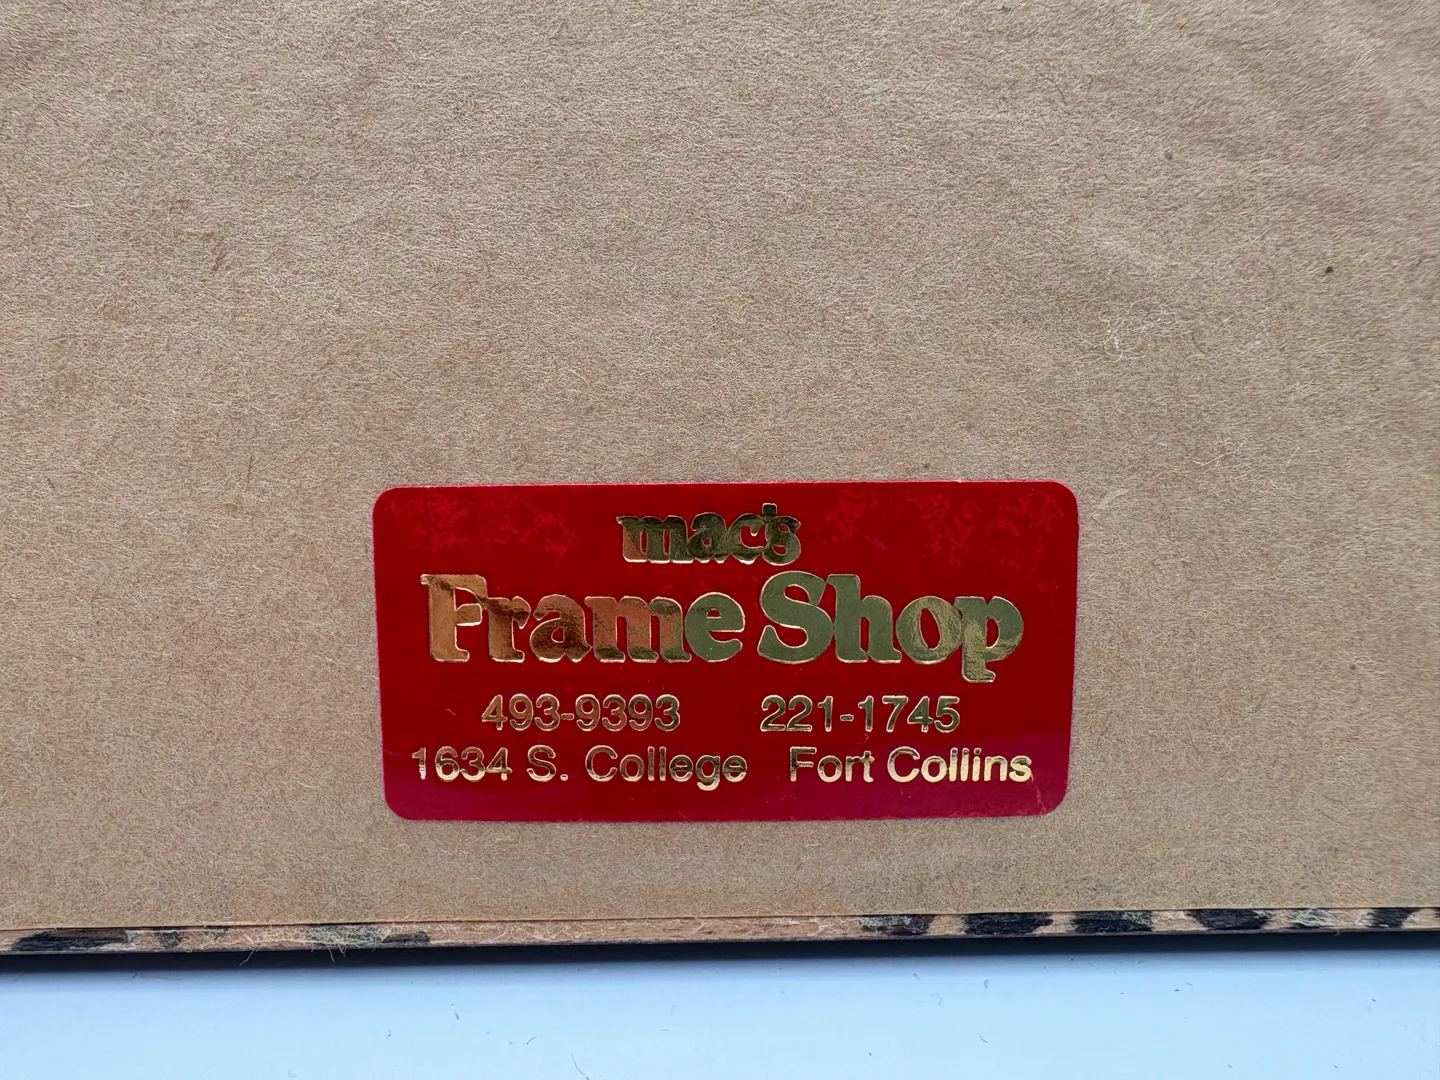 mac's
Frame Shop
493-9393 221-1745
1634 S. College Fort Collins